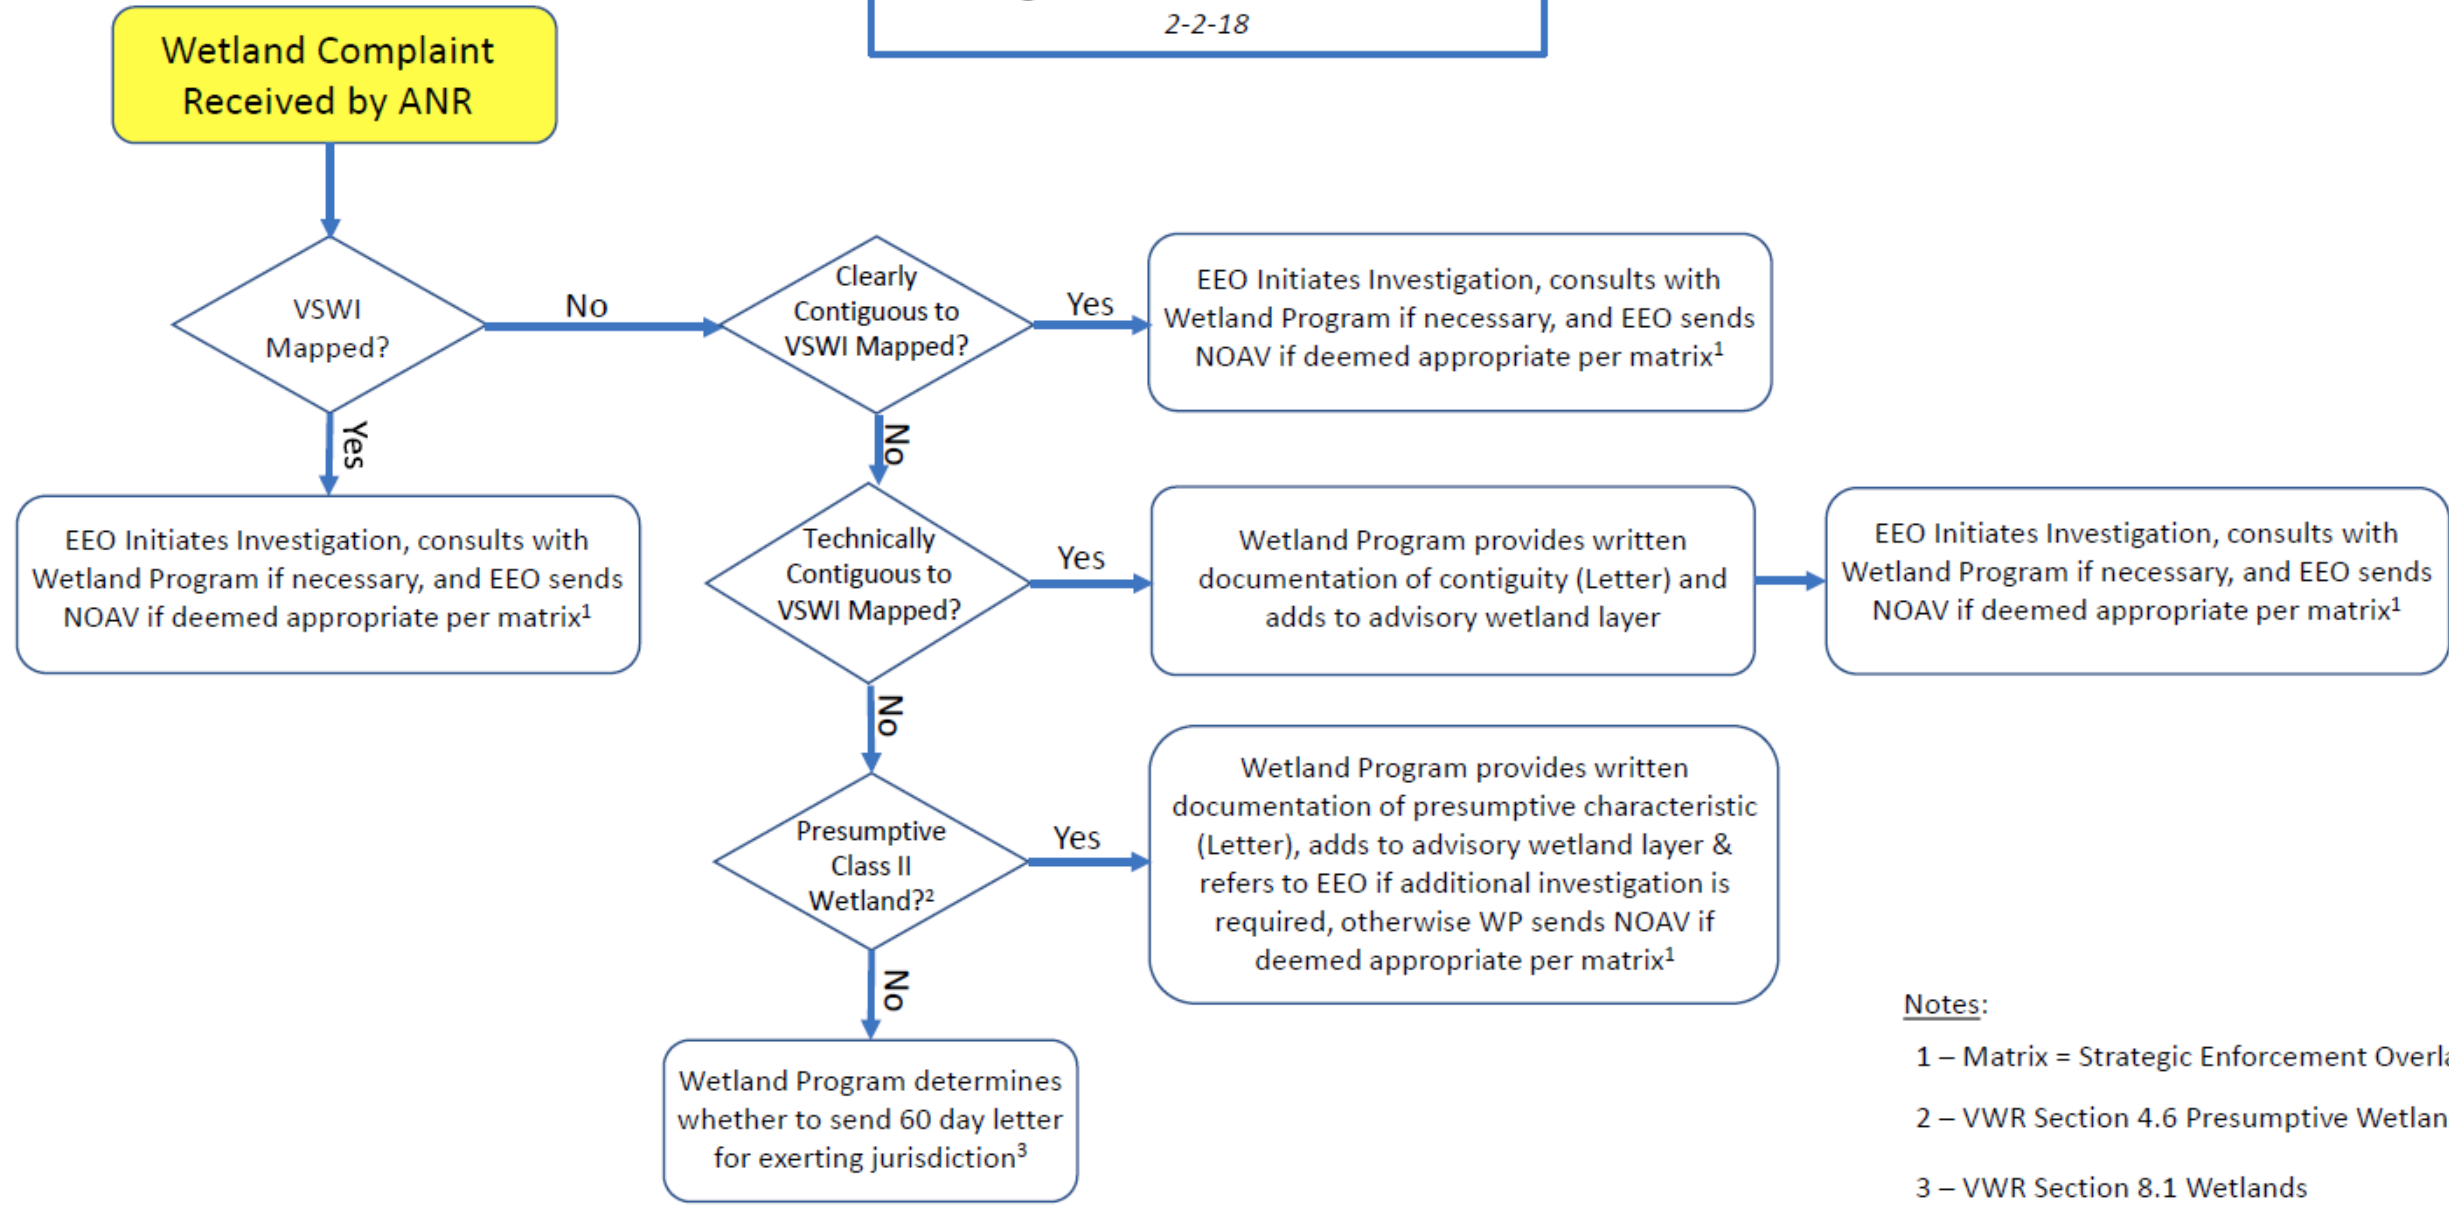 2-2-18
Wetland Complaint
Received by ANR
VSWI
Mapped?
No
Clearly
Contiguous to
VSWI Mapped?
Yes
EEO Initiates Investigation, consults with
Wetland Program if necessary, and EEO sends
NOAV if deemed appropriate per matrix¹
Yes
No
EEO Initiates Investigation, consults with
Wetland Program if necessary, and EEO sends
NOAV if deemed appropriate per matrix¹
Technically
Contiguous to
VSWI Mapped?
Yes
Wetland Program provides written
documentation of contiguity (Letter) and
adds to advisory wetland layer
EEO Initiates Investigation, consults with
Wetland Program if necessary, and EEO sends
NOAV if deemed appropriate per matrix¹
No
Presumptive
Class II
Wetland?²
Yes
Wetland Program provides written
documentation of presumptive characteristic
(Letter), adds to advisory wetland layer &
refers to EEO if additional investigation is
required, otherwise WP sends NOAV if
deemed appropriate per matrix¹
No
Wetland Program determines
whether to send 60 day letter
for exerting jurisdiction³
Notes:
1 – Matrix = Strategic Enforcement
2 – VWR Section 4.6 Presumptive
3 – VWR Section 8.1 Wetlands